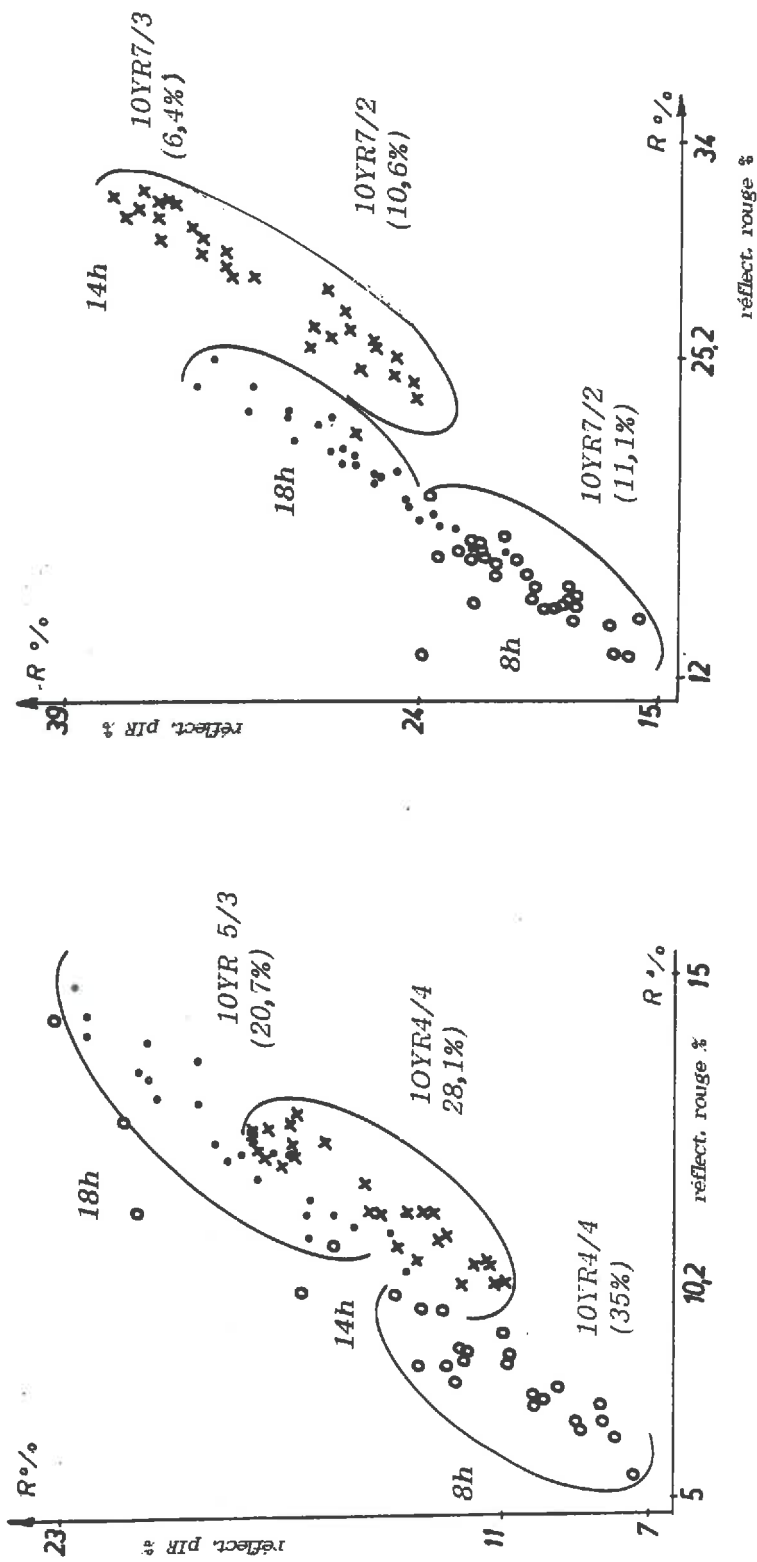 R %
23
11
7
réflect. pIR %
18h
14h
8h
10YR 5/3
(20,7%)
10YR4/4
28,1%
10YR4/4
(35%)
5
10,2
15
R %
réflect. rouge %
R %
39
24
15
réflect. pIR %
14h
18h
8h
10YR7/3
(6,4%)
10YR7/2
(10,6%)
10YR7/2
(11,1%)
12
25,2
34
R %
réflect. rouge %